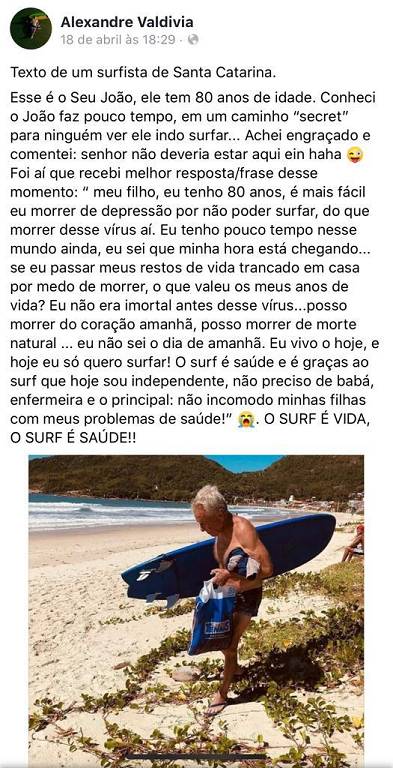 Alexandre Valdivia
18 de abril às 18:29 ·
Texto de um surfista de Santa Catarina.
Esse é o Seu João, ele tem 80 anos de idade. Conheci
o João faz pouco tempo, em um caminho “secret”
para ninguém ver ele indo surfar... Achei engraçado e
comentei: senhor não deveria estar aqui ein haha 😜
Foi aí que recebi melhor resposta/frase desse
momento: “ meu filho, eu tenho 80 anos, é mais fácil
eu morrer de depressão por não poder surfar, do que
morrer desse vírus aí. Eu tenho pouco tempo nesse
mundo ainda, eu sei que minha hora está chegando...
se eu passar meus restos de vida trancado em casa
por medo de morrer, o que valeu os meus anos de
vida? Eu não era imortal antes desse vírus...posso
morrer do coração amanhã, posso morrer de morte
natural ... eu não sei o dia de amanhã. Eu vivo o hoje, e
hoje eu só quero surfar! O surf é saúde e é graças ao
surf que hoje sou independente, não preciso de babá,
enfermeira e o principal: não incomodo minhas filhas
com meus problemas de saúde!” 😭. O SURF É VIDA,
O SURF É SAÚDE!!